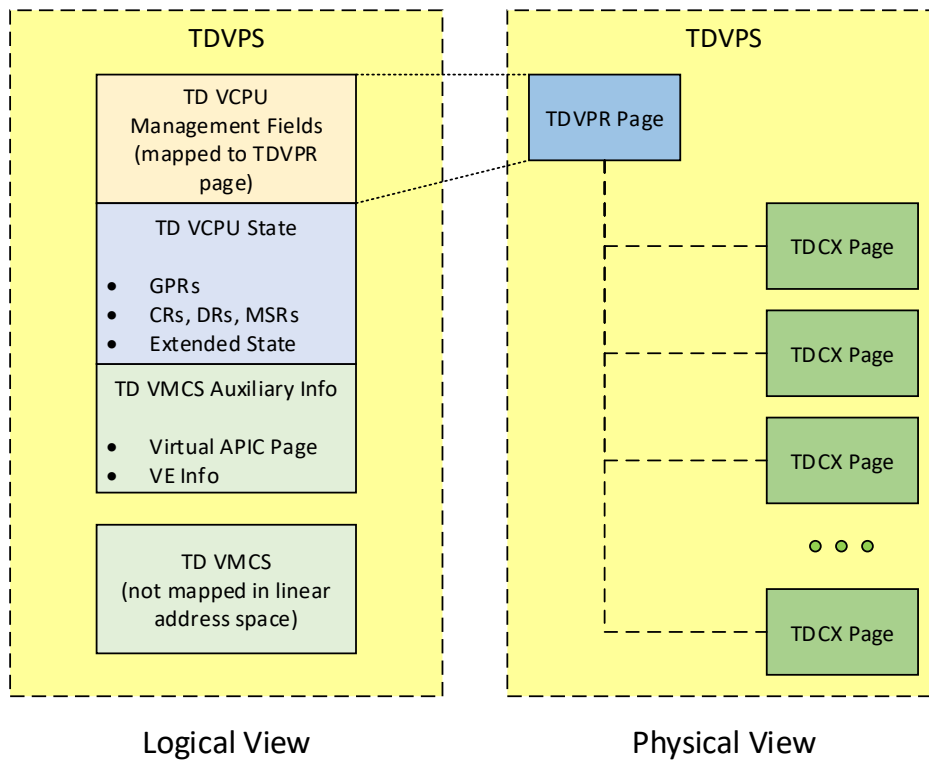 TDVPS
TD VCPU
Management Fields
(mapped to TDVPR
page)
TD VCPU State
• GPRs
• CRs, DRs, MSRs
• Extended State
TD VMCS Auxiliary Info
• Virtual APIC Page
• VE Info
TD VMCS
(not mapped in linear
address space)
Logical View
TDVPS
TDVPR Page
TDCX Page
TDCX Page
TDCX Page
TDCX Page
Physical View